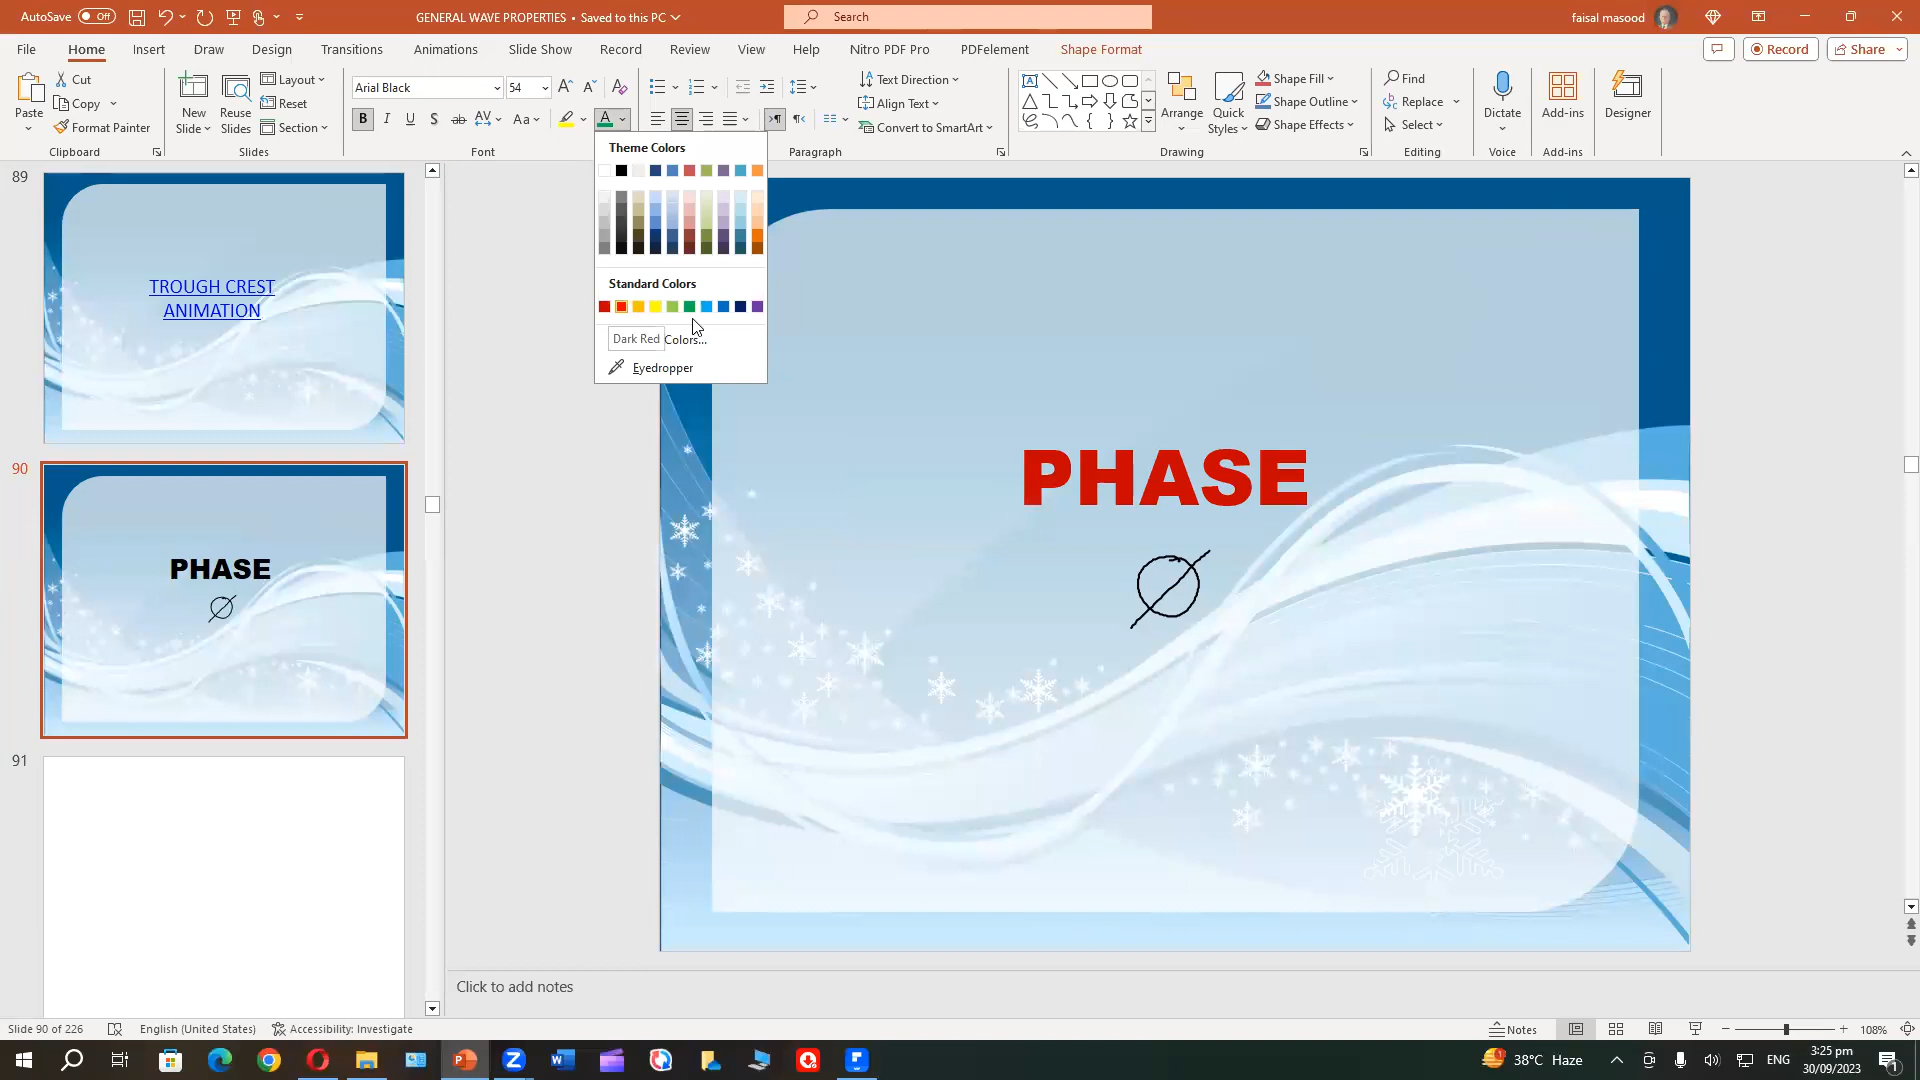 AutoSave Off
GENERAL WAVE PROPERTIES • Saved to this PC
Search
faisal masood
File Home Insert Draw Design Transitions Animations Slide Show Record Review View Help Nitro PDF Pro PDFelement Shape Format
Record Share
Paste
Cut
Copy
Format Painter
Clipboard
New Slide
Reuse Slides
Layout
Reset
Section
Slides
Arial Black 54
B I U S ab AV Aa A
Font
Text Direction
Align Text
Convert to SmartArt
Paragraph
Arrange
Quick Styles
Shape Fill
Shape Outline
Shape Effects
Drawing
Find
Replace
Select
Editing
Dictate
Voice
Add-ins
Add-ins
Designer
Theme Colors
Standard Colors
Dark Red
Colors...
Eyedropper
89
TROUGH CREST
ANIMATION
90
PHASE
91
PHASE
Click to add notes
Slide 90 of 226
English (United States)
Accessibility: Investigate
Notes
108%
38°C Haze
ENG
3:25 pm
30/09/2023
1